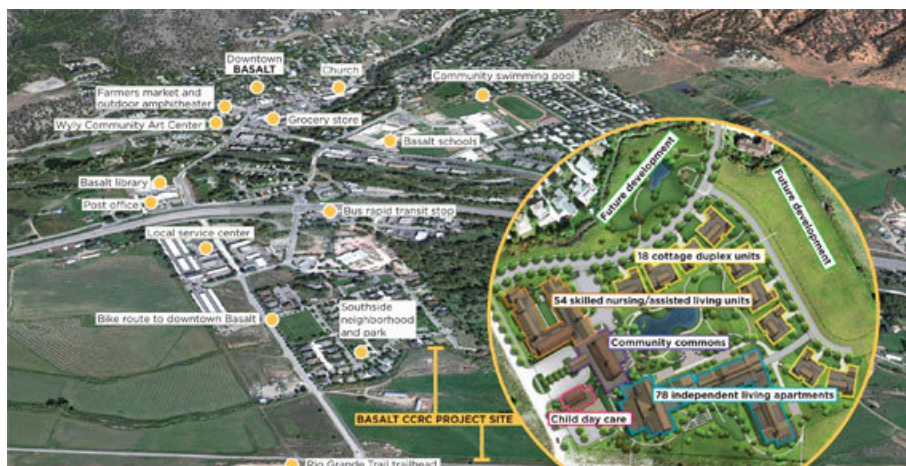 Downtown
BASALT
Church
Community swimming pool
Farmers market and
outdoor amphitheater
Grocery store
Wyly Community Art Center
Basalt schools
Basalt library
Post office
Bus rapid transit stop
Local service center
Bike route to downtown Basalt
Southside
neighborhood
and park
BASALT CCRC PROJECT SITE
Rio Grande Trail trailhead
Future development
Future development
18 cottage duplex units
54 skilled nursing/assisted living units
Community commons
78 independent living apartments
Child day care